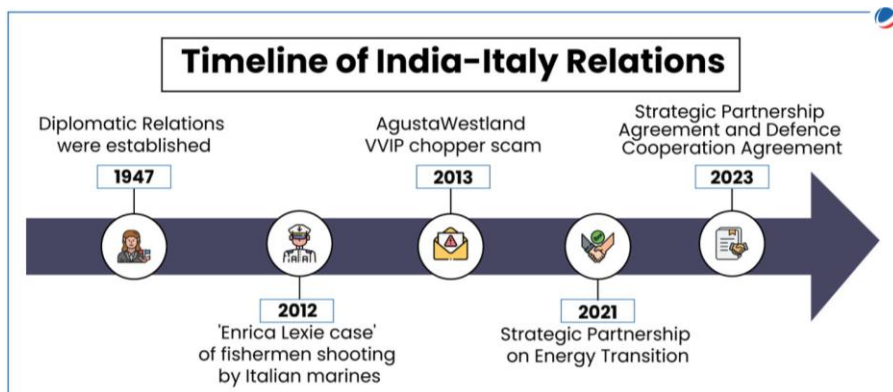 Timeline of India-Italy Relations
Diplomatic Relations
were established
1947
2012
'Enrica Lexie case'
of fishermen shooting
by Italian marines
AgustaWestland
VVIP chopper scam
2013
2021
Strategic Partnership
on Energy Transition
Strategic Partnership
Agreement and Defence
Cooperation Agreement
2023